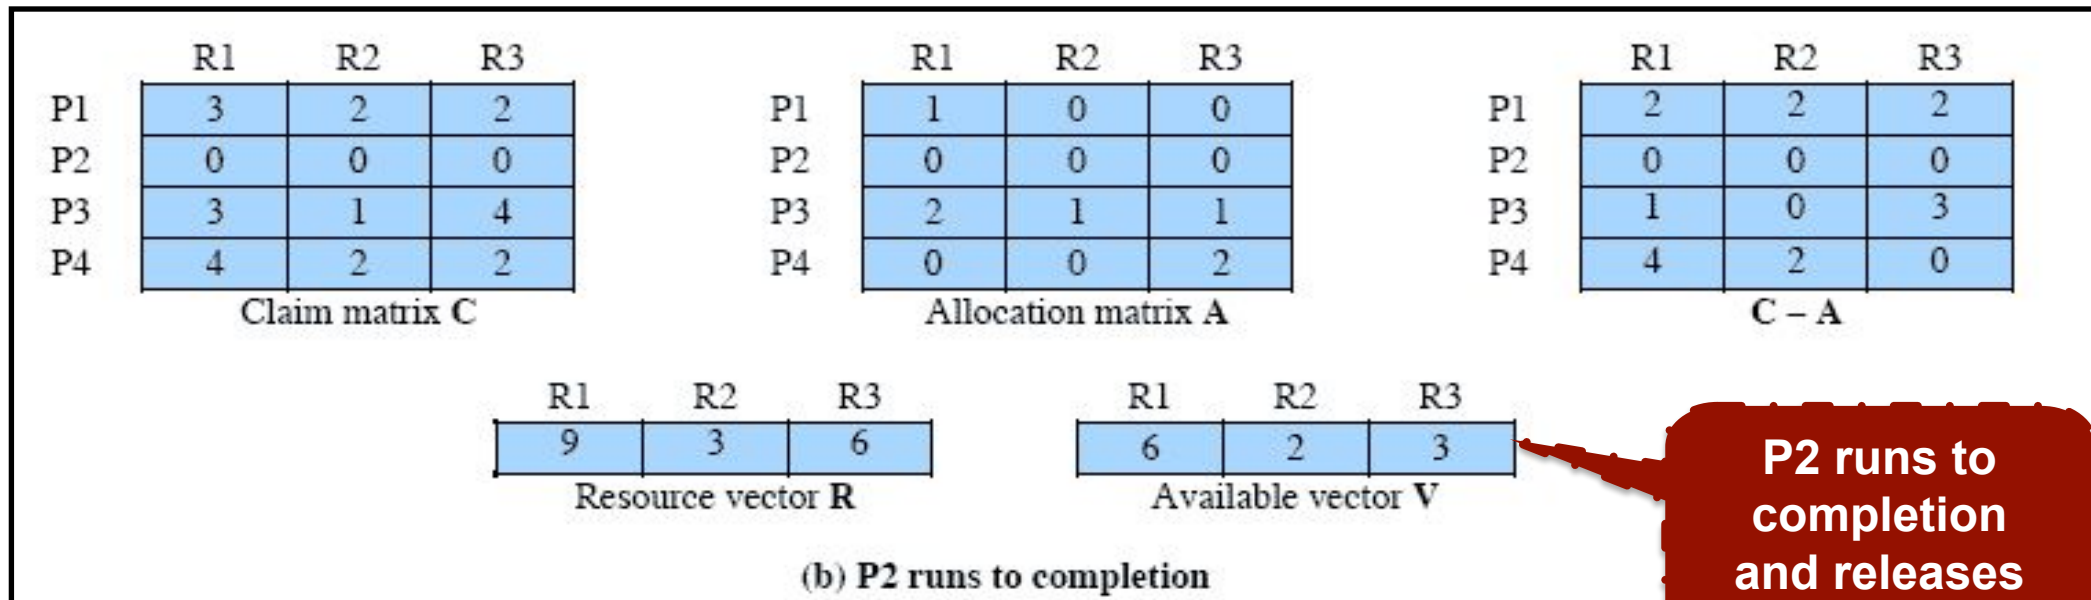 R1 R2 R3
P1 3 2 2
P2 0 0 0
P3 3 1 4
P4 4 2 2
Claim matrix C
R1 R2 R3
P1 1 0 0
P2 0 0 0
P3 2 1 1
P4 0 0 2
Allocation matrix A
R1 R2 R3
P1 2 2 2
P2 0 0 0
P3 1 0 3
P4 4 2 0
C – A
R1 R2 R3
9 3 6
Resource vector R
R1 R2 R3
6 2 3
Available vector V
P2 runs to
completion
and releases
(b) P2 runs to completion